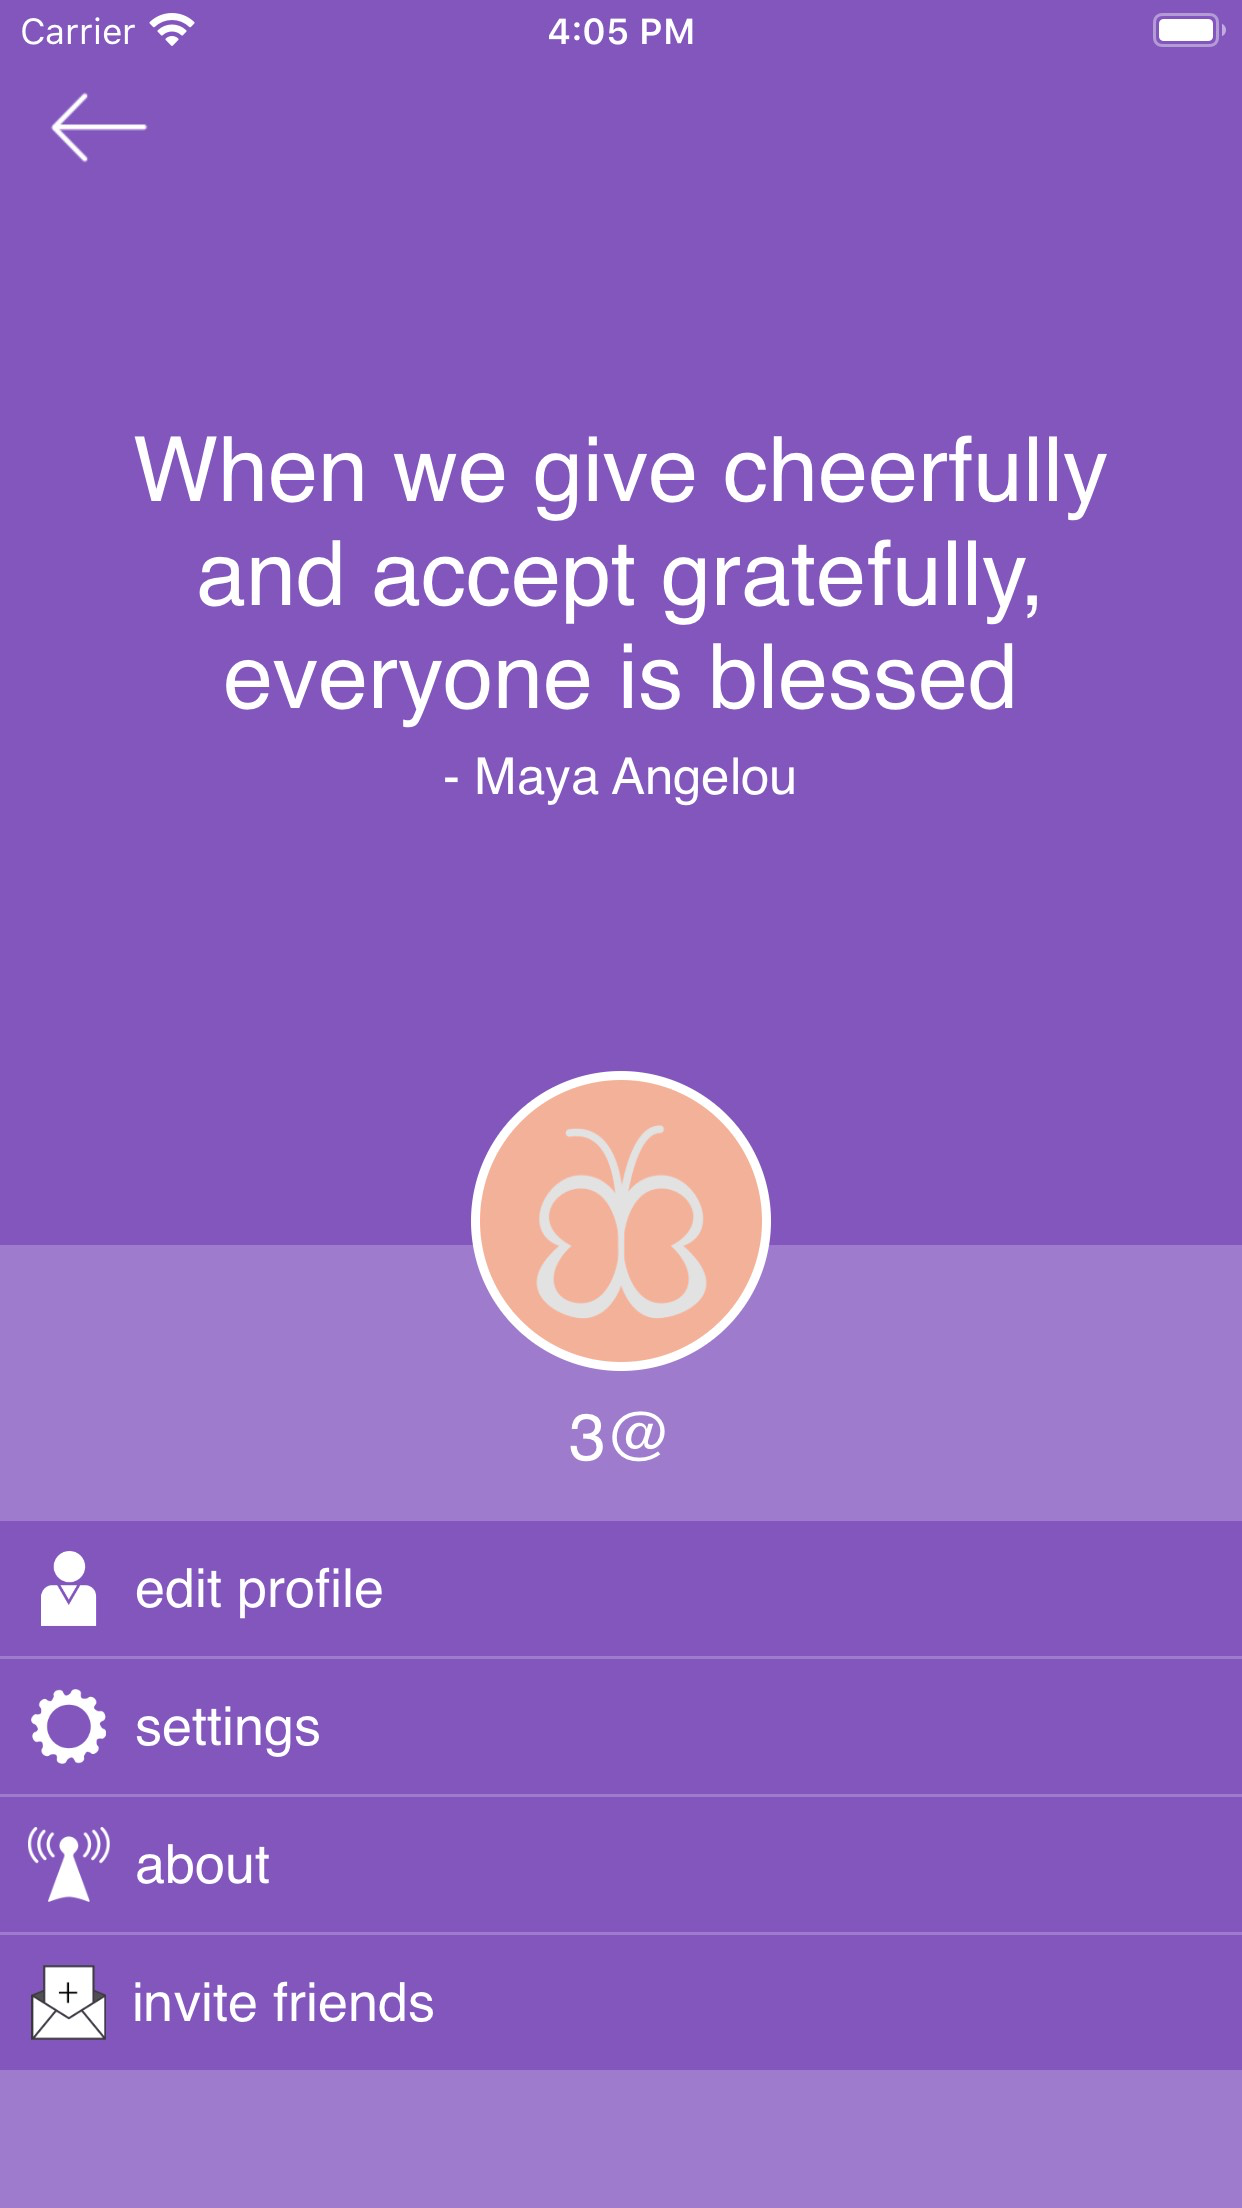 Carrier
4:05 PM
When we give cheerfully
and accept gratefully,
everyone is blessed
- Maya Angelou
3@
edit profile
settings
about
invite friends